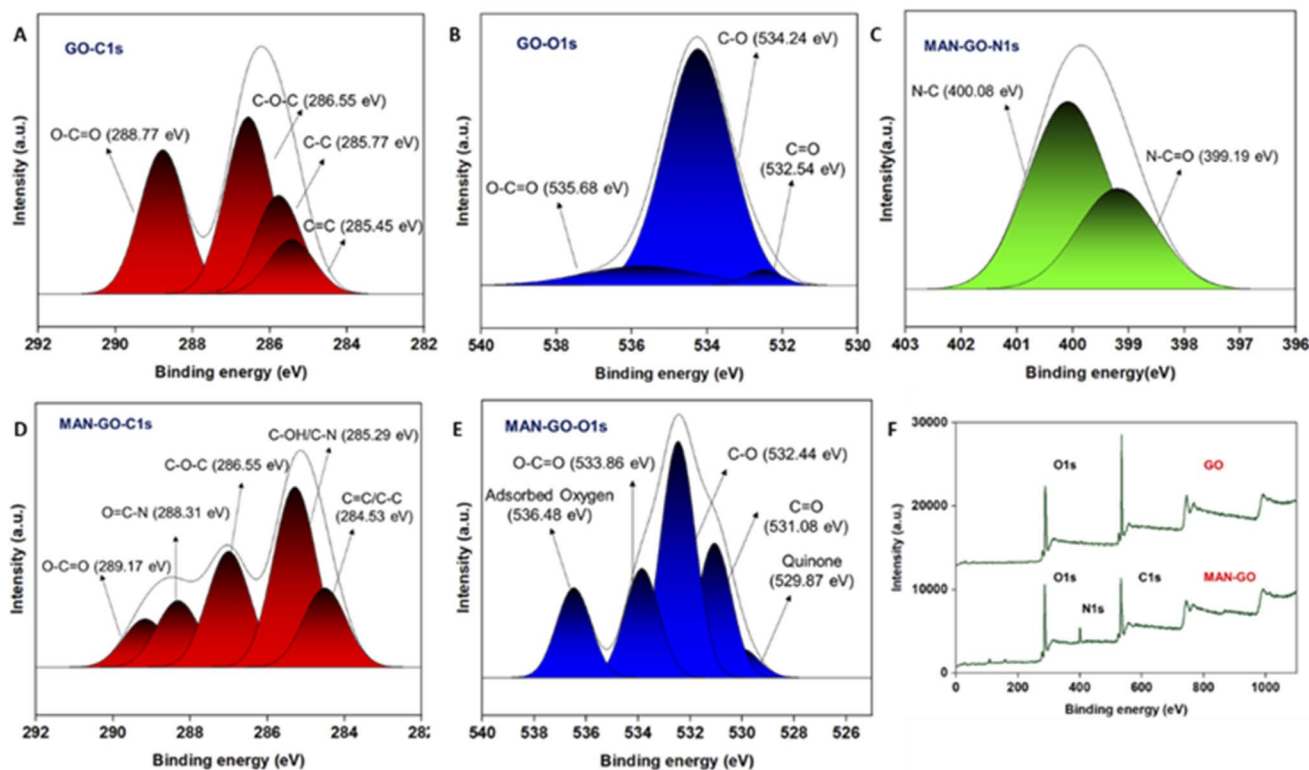 A
GO-C1s
C-O-C (286.55 eV)
O-C=O (288.77 eV)
C-C (285.77 eV)
C=C (285.45 eV)
Intensity (a.u.)
292 290 288 286 284 282
Binding energy (eV)
B
GO-O1s
C-O (534.24 eV)
C=O
(532.54 eV)
O-C=O (535.68 eV)
Intensity (a.u.)
540 538 536 534 532 530
Binding energy (eV)
C
MAN-GO-N1s
N-C (400.08 eV)
N-C=O (399.19 eV)
Intensity(a.u.)
403 402 401 400 399 398 397 396
Binding energy(eV)
D
MAN-GO-C1s
C-OH/C-N (285.29 eV)
C-O-C (286.55 eV)
C=C/C-C
(284.53 eV)
O=C-N (288.31 eV)
O-C=O (289.17 eV)
Intensity (a.u.)
292 290 288 286 284 28
Binding energy (eV)
E
MAN-GO-O1s
O-C=O (533.86 eV)
C-O (532.44 eV)
Adsorbed Oxygen
(536.48 eV)
C=O
(531.08 eV)
Quinone
(529.87 eV)
Intensity (a.u.)
540 538 536 534 532 530 528 526
Binding energy (eV)
F
30000
O1s
GO
20000
Intensity (a.u.)
O1s
C1s
MAN-GO
10000
N1s
0
0 200 400 600 800 1000
Binding energy (eV)